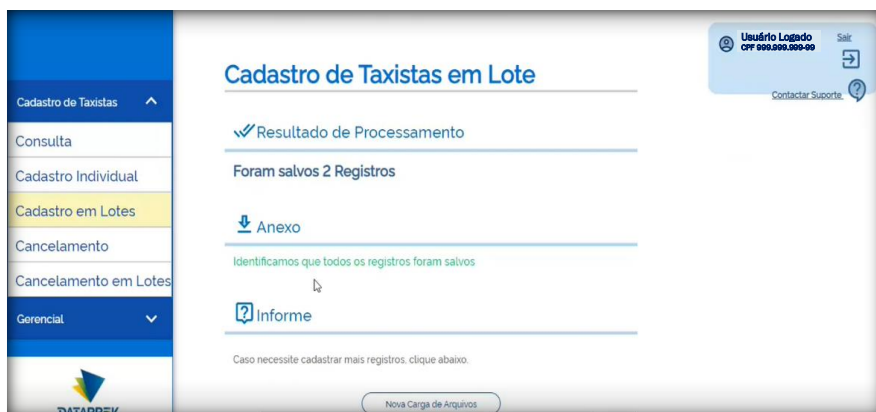 Usuário Logado
CPF 999.999.999-99
Sair
Contactar Suporte
Cadastro de Taxistas
Consulta
Cadastro Individual
Cadastro em Lotes
Cancelamento
Cancelamento em Lotes
Gerencial
Cadastro de Taxistas em Lote
Resultado de Processamento
Foram salvos 2 Registros
Anexo
Identificamos que todos os registros foram salvos
Informe
Caso necessite cadastrar mais registros, clique abaixo.
Nova Carga de Arquivos